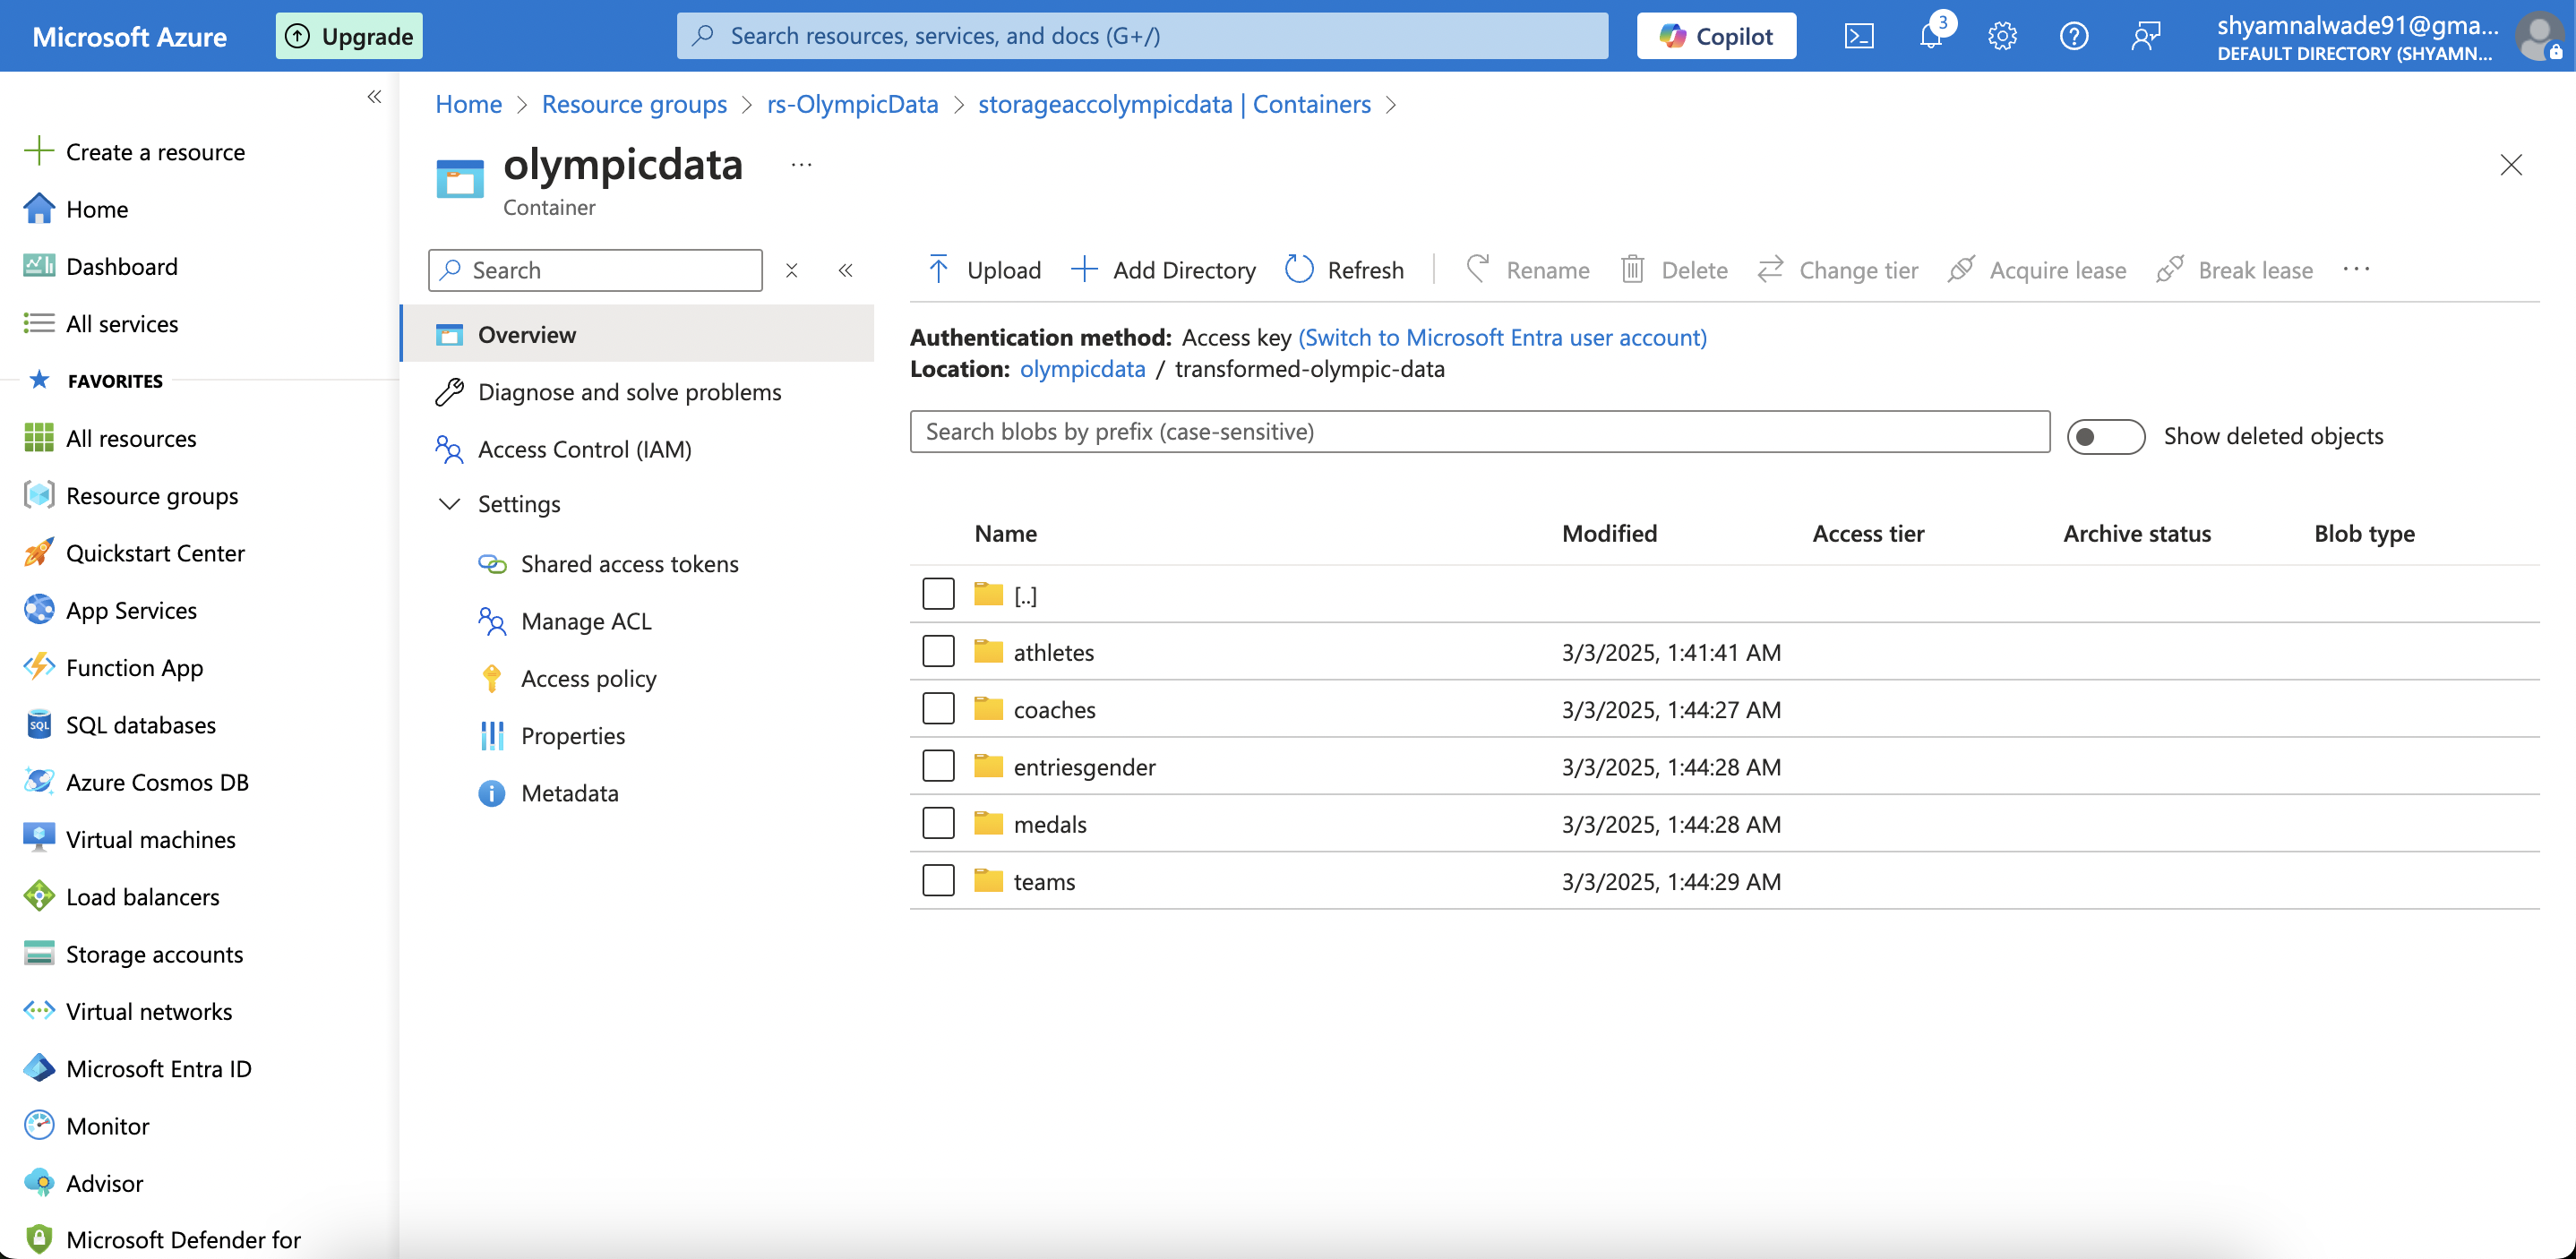 Microsoft Azure
Upgrade
Search resources, services, and docs (G+/)
Copilot
3
shyamnalwade91@gma...
DEFAULT DIRECTORY (SHYAMN...
Create a resource
Home
Dashboard
All services
FAVORITES
All resources
Resource groups
Quickstart Center
App Services
Function App
SQL databases
Azure Cosmos DB
Virtual machines
Load balancers
Storage accounts
Virtual networks
Microsoft Entra ID
Monitor
Advisor
Microsoft Defender for
Home > Resource groups > rs-OlympicData > storageaccolympicdata | Containers >
olympicdata ...
Container
Search
Overview
Diagnose and solve problems
Access Control (IAM)
Settings
Shared access tokens
Manage ACL
Access policy
Properties
Metadata
Upload Add Directory Refresh Rename Delete Change tier Acquire lease Break lease ...
Authentication method: Access key (Switch to Microsoft Entra user account)
Location: olympicdata / transformed-olympic-data
Search blobs by prefix (case-sensitive)
Show deleted objects
Name Modified Access tier Archive status Blob type
[..]
athletes 3/3/2025, 1:41:41 AM
coaches 3/3/2025, 1:44:27 AM
entriesgender 3/3/2025, 1:44:28 AM
medals 3/3/2025, 1:44:28 AM
teams 3/3/2025, 1:44:29 AM